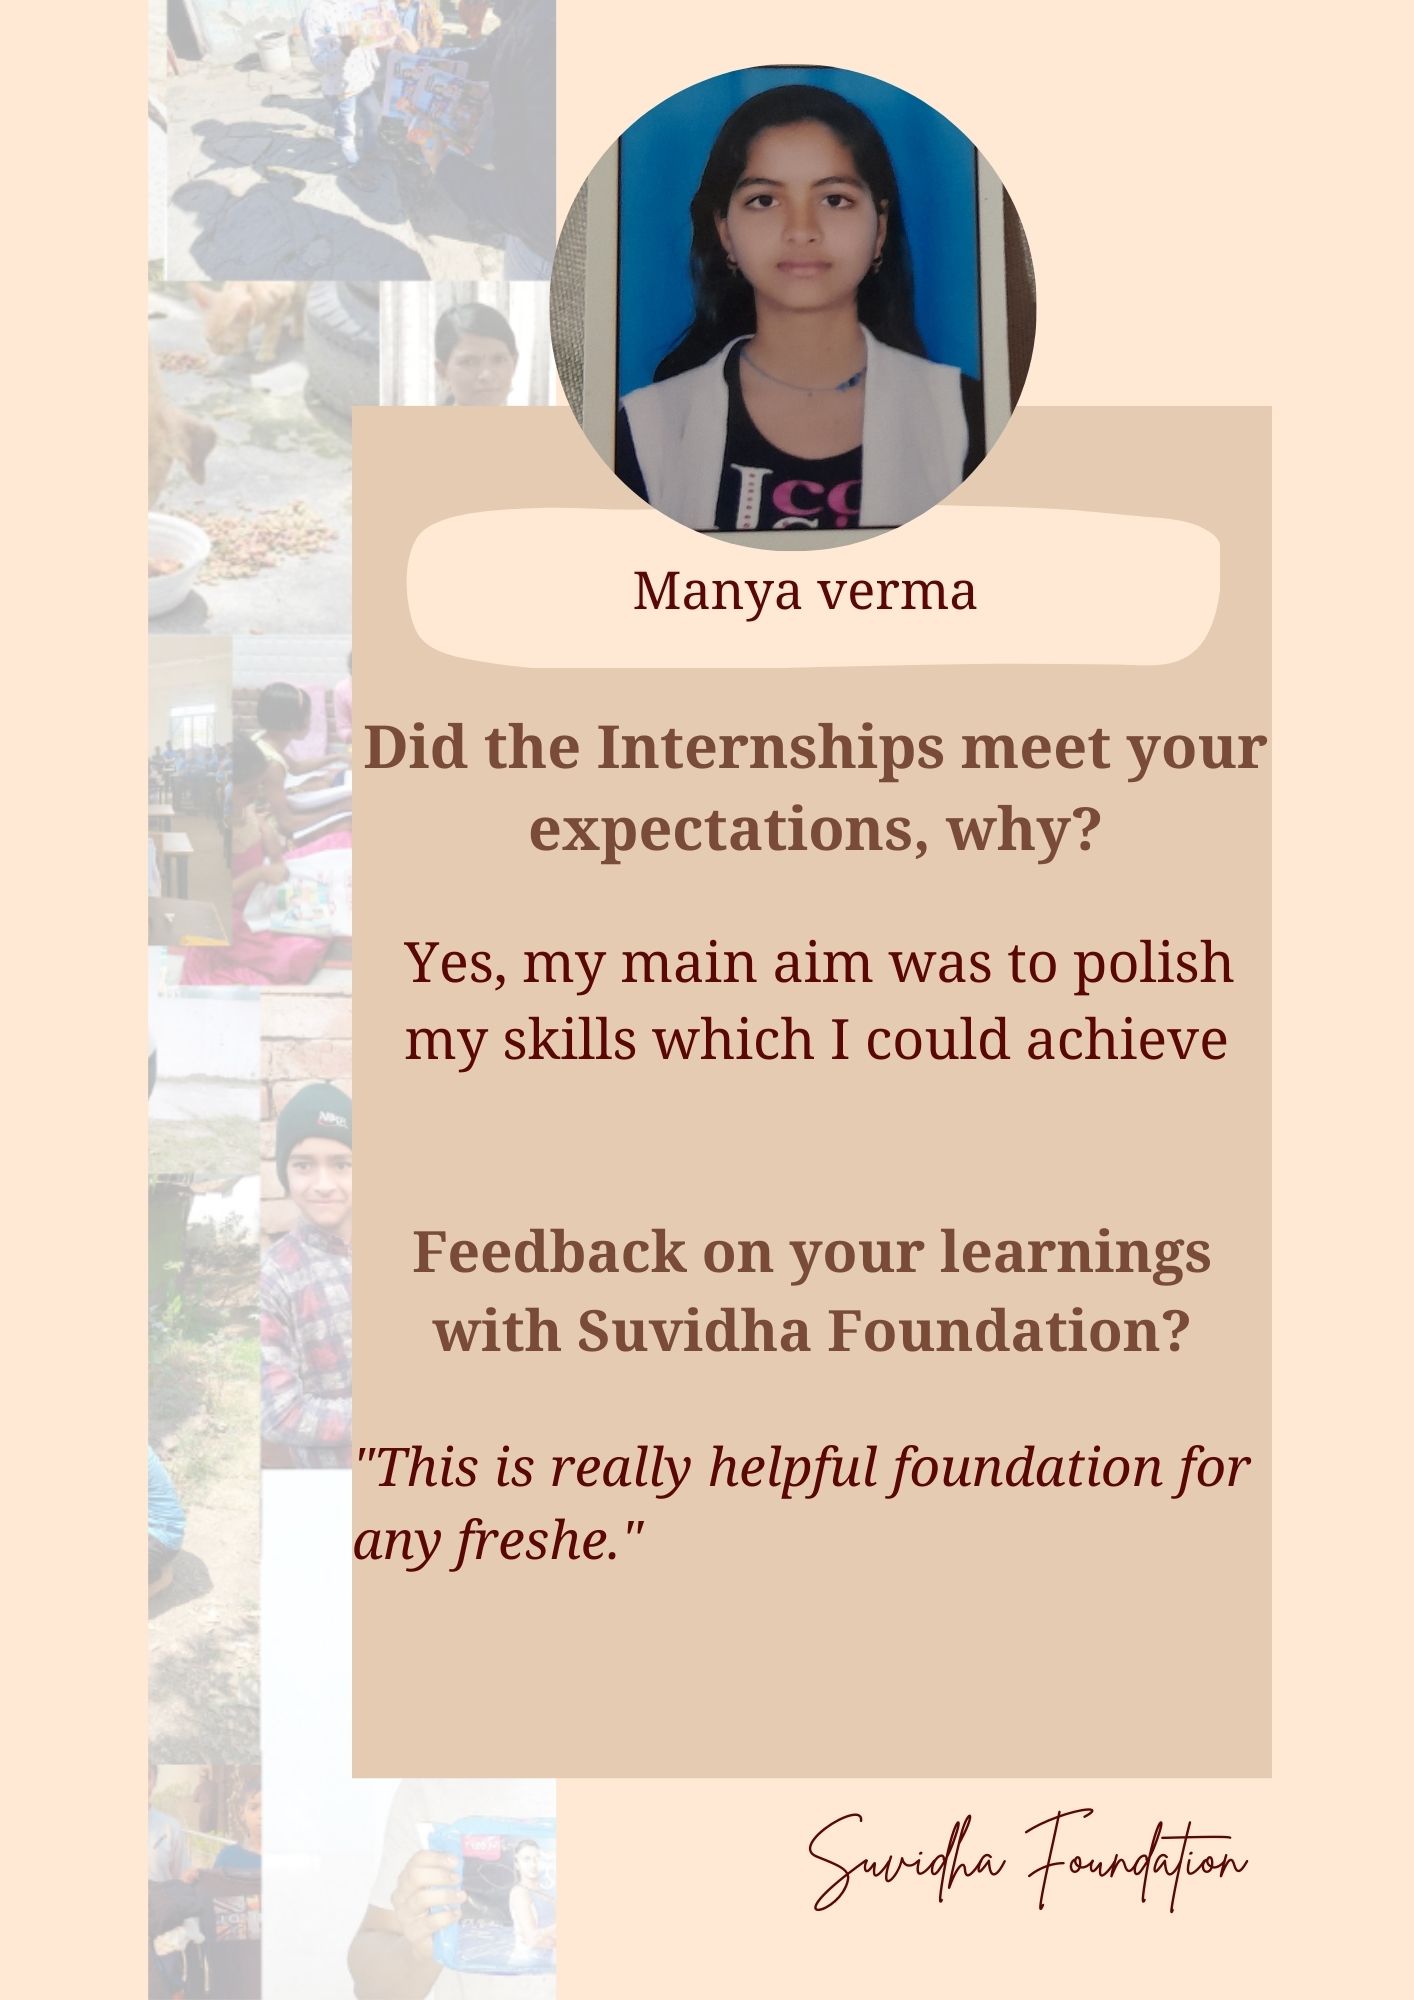 Manya verma
Did the Internships meet your
expectations, why?
Yes, my main aim was to polish
my skills which I could achieve
Feedback on your learnings
with Suvidha Foundation?
"This is really helpful foundation for
any freshe."
Suvidha Foundation